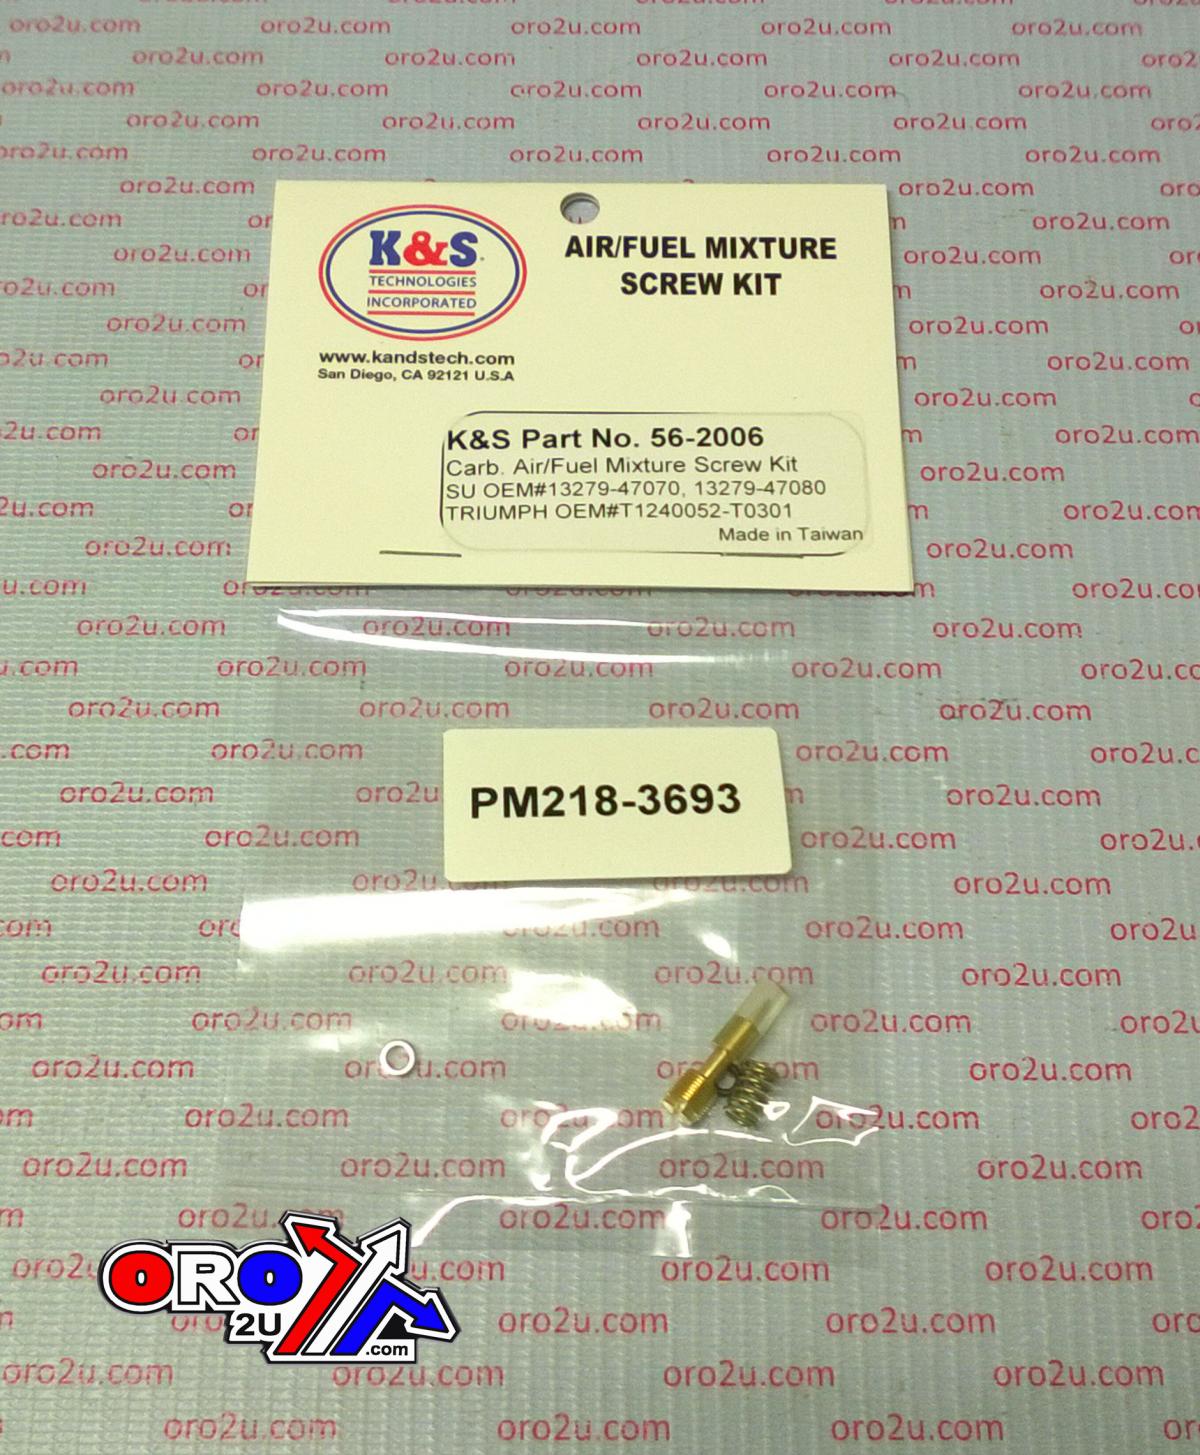 K&S
TECHNOLOGIES
INCORPORATED
www.kandstech.com
San Diego, CA 92121 U.S.A
AIR/FUEL MIXTURE
SCREW KIT
K&S Part No. 56-2006
Carb. Air/Fuel Mixture Screw Kit
SU OEM#13279-47070, 13279-47080
TRIUMPH OEM#T1240052-T0301
Made in Taiwan
PM218-3693
oro2u.com
ORO
2U
.com